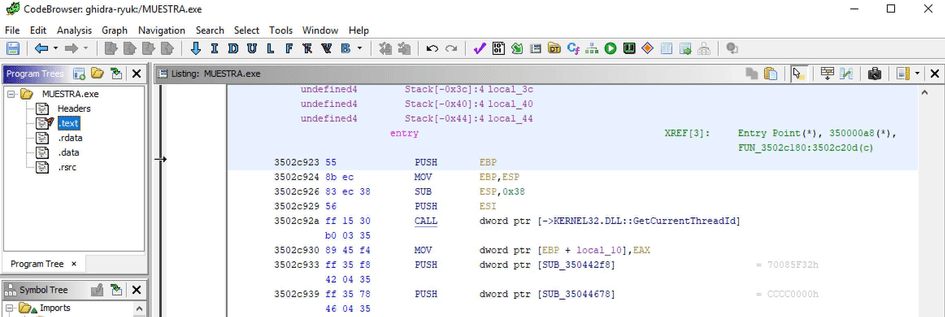 CodeBrowser: ghidra-ryuk:/MUESTRA.exe
File Edit Analysis Graph Navigation Search Select Tools Window Help
I D U L F V B
Program Trees
Listing: MUESTRA.exe
MUESTRA.exe
Headers
.text
.rdata
.data
.rsrc
Program Tree ×
Symbol Tree
Imports
undefined4 Stack[-0x3c]:4 local_3c
undefined4 Stack[-0x40]:4 local_40
undefined4 Stack[-0x44]:4 local_44
entry XREF[3]: Entry Point(*), 350000a8(*),
FUN_3502c180:3502c20d(c)
3502c923 55 PUSH EBP
3502c924 8b ec MOV EBP,ESP
3502c926 83 ec 38 SUB ESP,0x38
3502c929 56 PUSH ESI
3502c92a ff 15 30 CALL dword ptr [->KERNEL32.DLL::GetCurrentThreadId]
b0 03 35
3502c930 89 45 f4 MOV dword ptr [EBP + local_10],EAX
3502c933 ff 35 f8 PUSH dword ptr [SUB_350442f8] = 70085F32h
42 04 35
3502c939 ff 35 78 PUSH dword ptr [SUB_35044678] = CCCC0000h
46 04 35